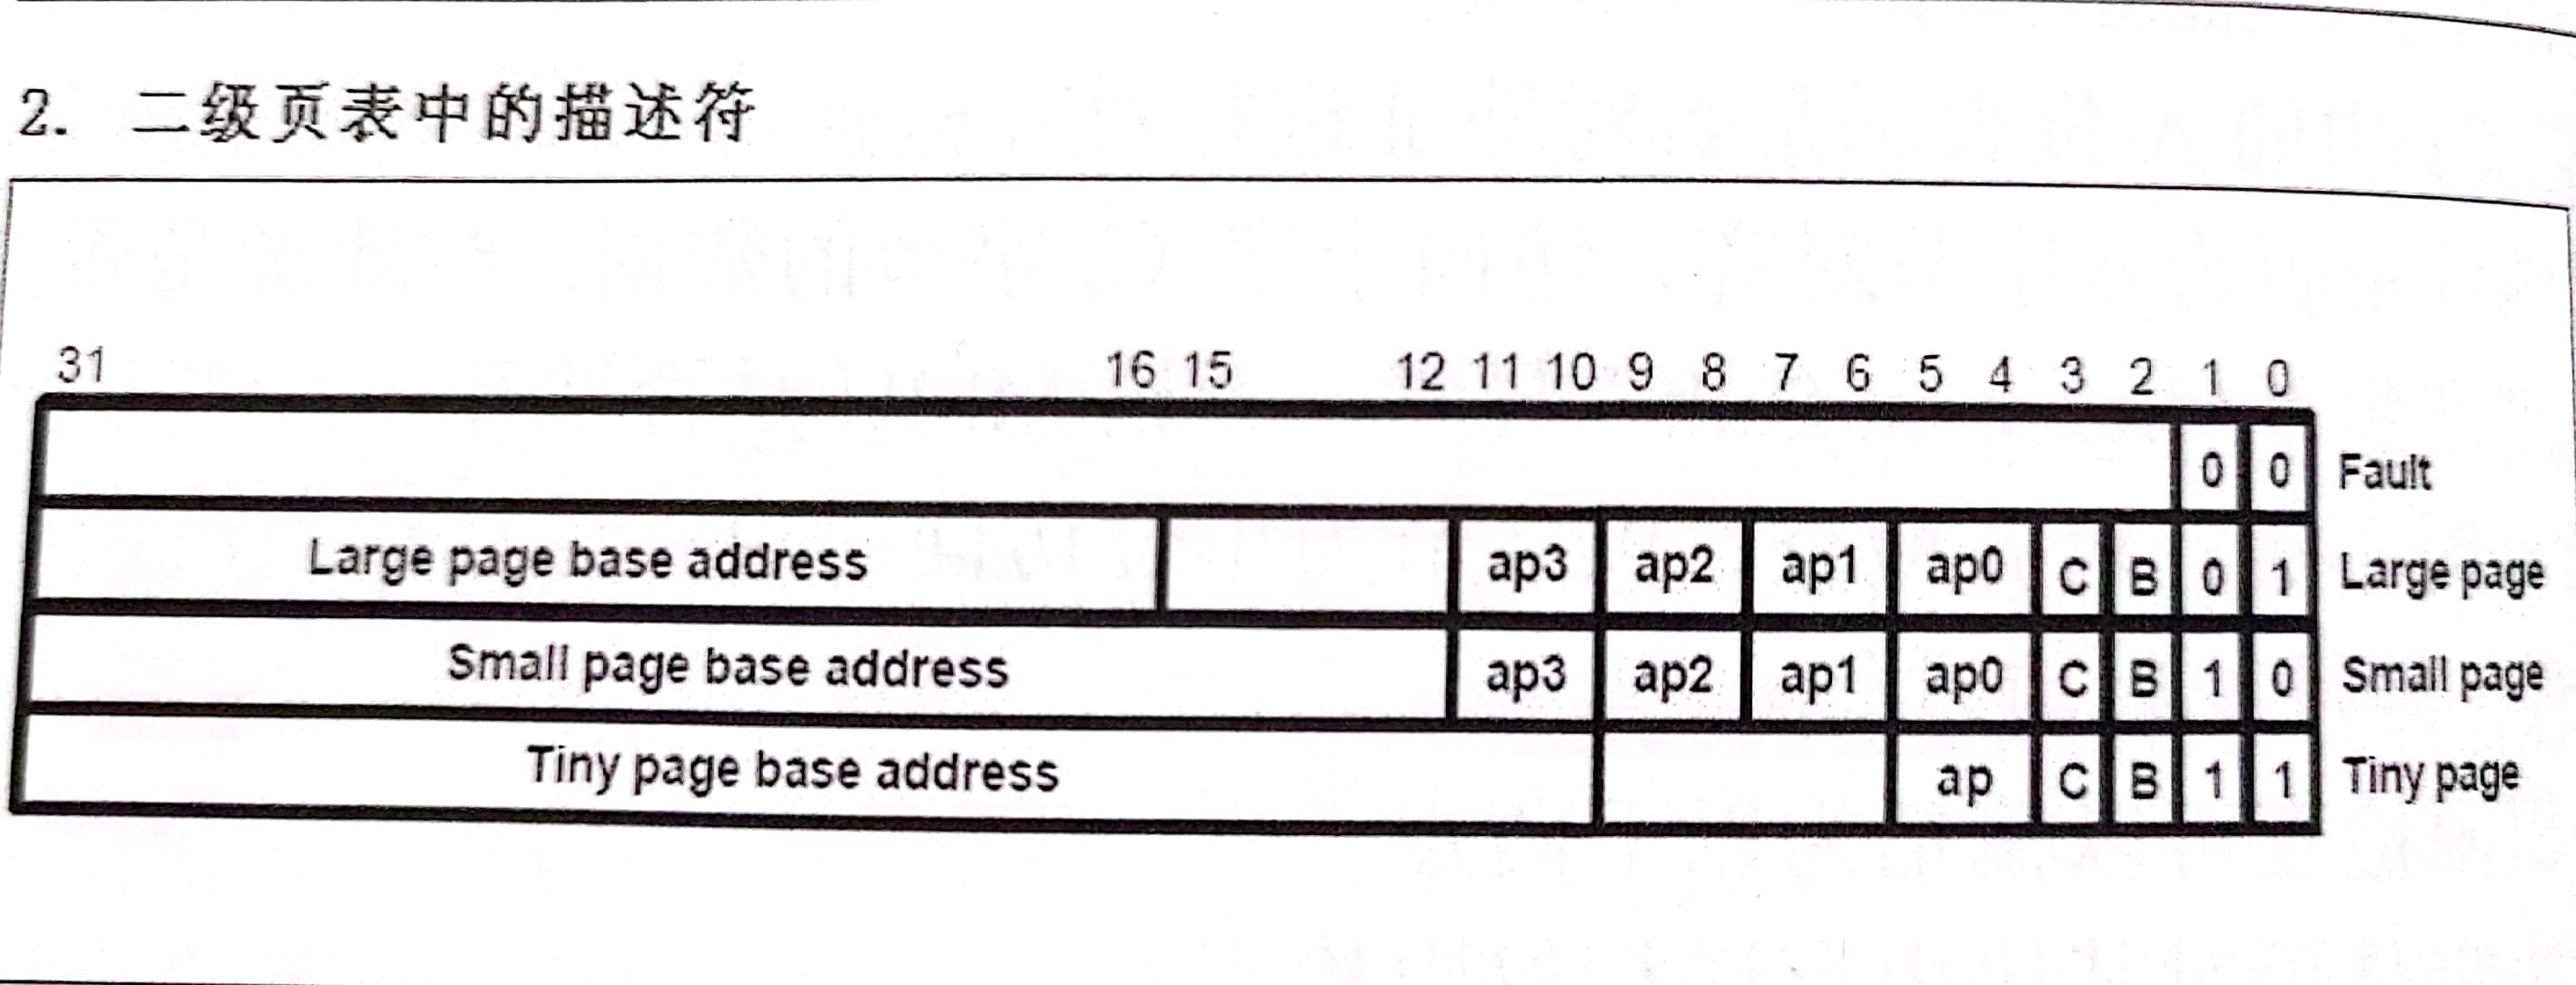 2. 二级页表中的描述符
31 16 15 12 11 10 9 8 7 6 5 4 3 2 1 0
0 0 Fault
Large page base address ap3 ap2 ap1 ap0 C B 0 1 Large page
Small page base address ap3 ap2 ap1 ap0 C B 1 0 Small page
Tiny page base address ap C B 1 1 Tiny page